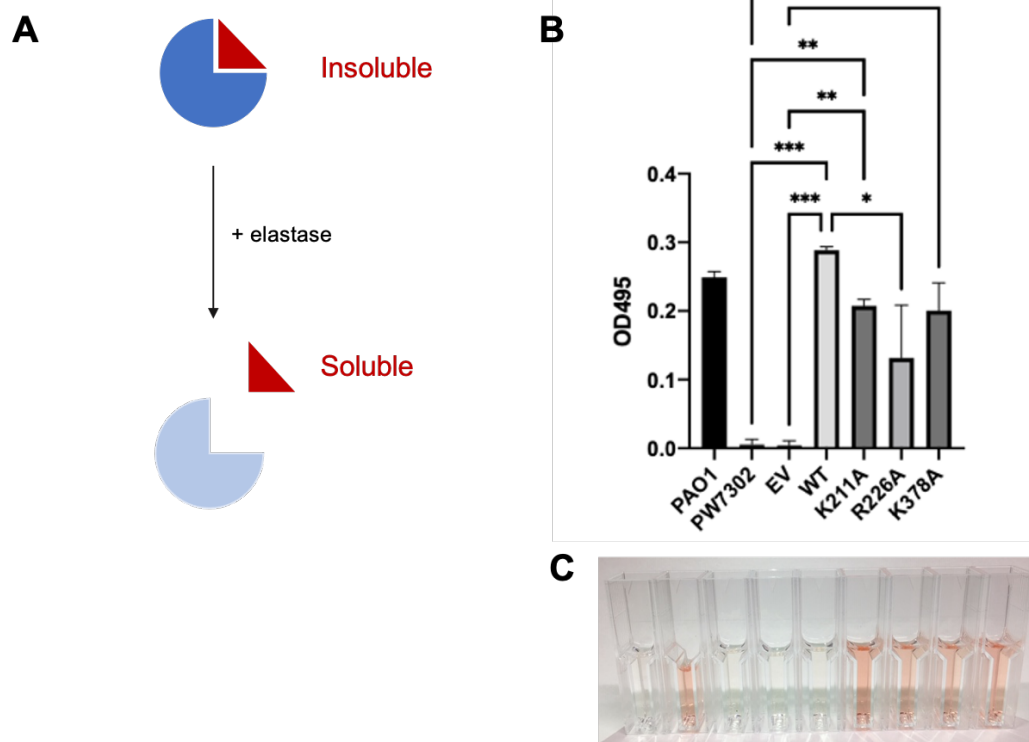 A
Insoluble
+ elastase
Soluble
B
**
**
***
***
*
0.4
0.3
0.2
0.1
0.0
OD495
PAO1
PW7302
EV
WT
K211A
R226A
K378A
C